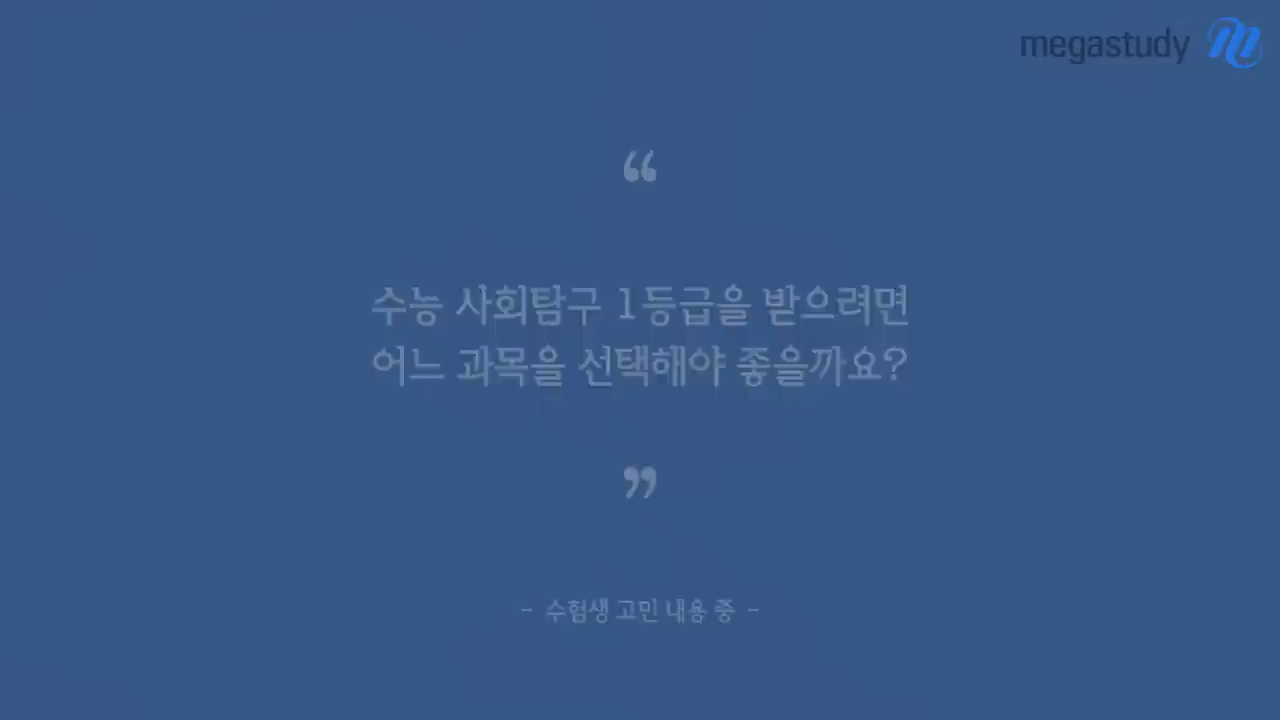 megastudy
“
수능 사회탐구 1등급을 받으려면
어느 과목을 선택해야 좋을까요?
”
- 수험생 고민 내용 중 -